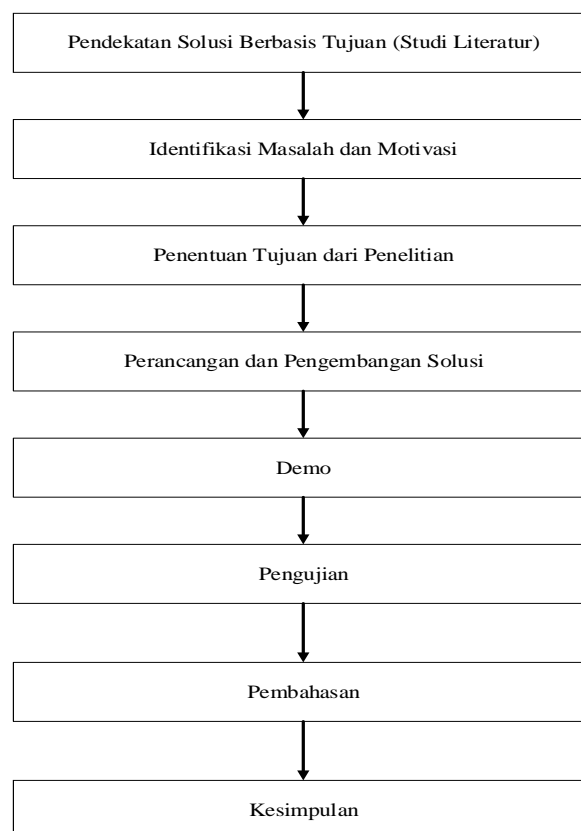 Pendekatan Solusi Berbasis Tujuan (Studi Literatur)
Identifikasi Masalah dan Motivasi
Penentuan Tujuan dari Penelitian
Perancangan dan Pengembangan Solusi
Demo
Pengujian
Pembahasan
Kesimpulan